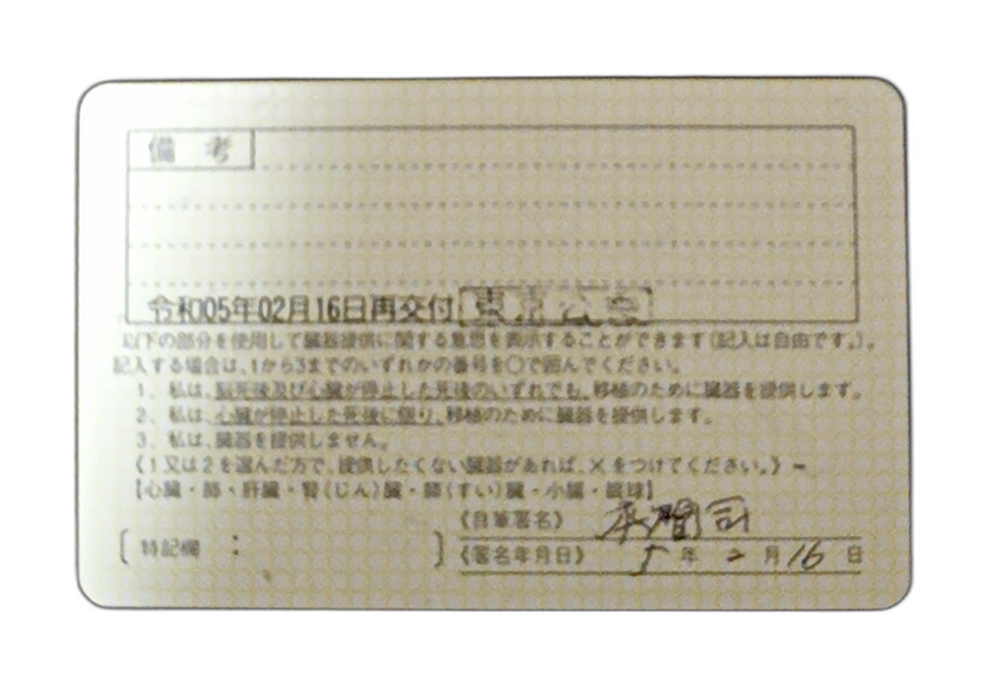 備考
令和05年02月16日再交付 東京公委
以下の部分を使用して臓器提供に関する意思を表示することができます(記入は自由です。)。
記入する場合は、1から3までのいずれかの番号を○で囲んでください。
1. 私は、脳死後及び心臓が停止した死後のいずれでも、移植のために臓器を提供します。
2. 私は、心臓が停止した死後に限り、移植のために臓器を提供します。
3. 私は、臓器を提供しません。
《1又は2を選んだ方で、提供したくない臓器があれば、×をつけてください。》
【心臓・肺・肝臓・腎(じん)臓・膵(すい)臓・小腸・眼球】
《自筆署名》 間司
〔特記欄: 〕
《署名年月日》 5年2月16日